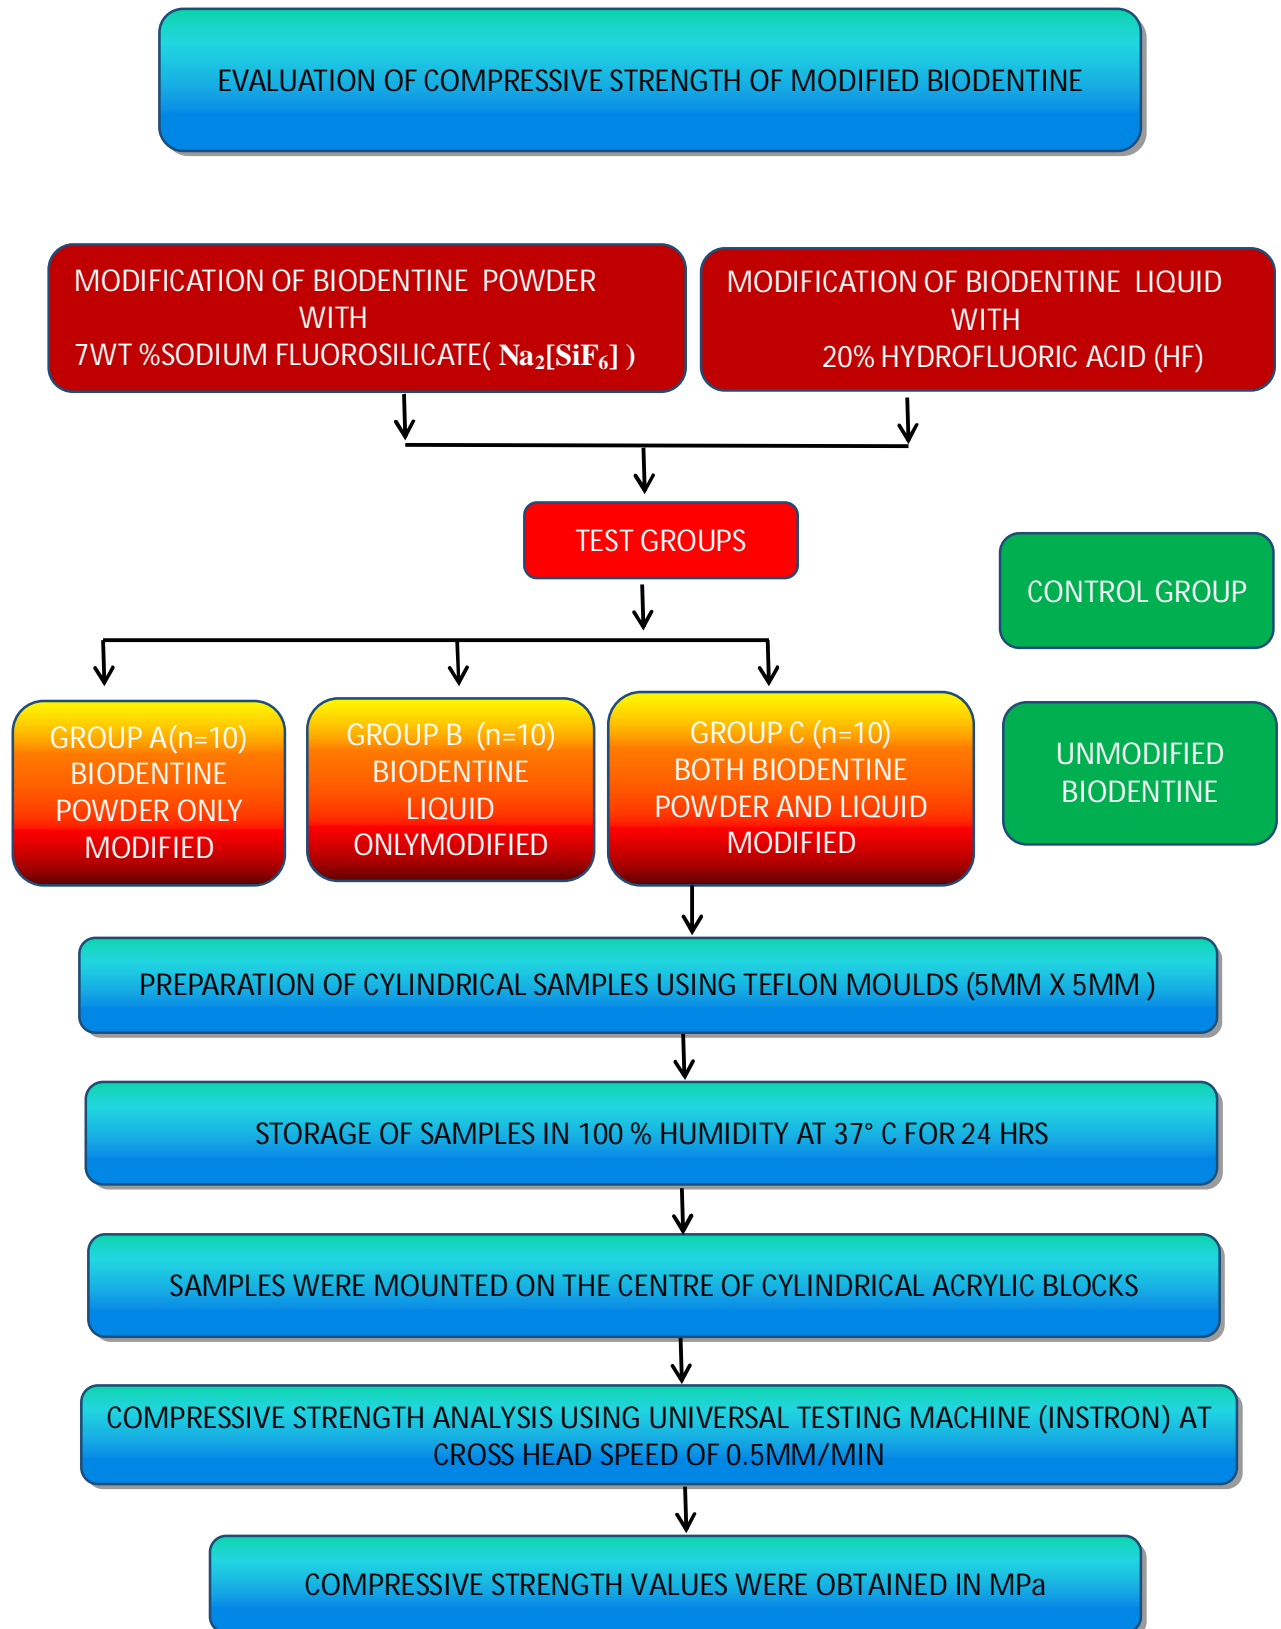 EVALUATION OF COMPRESSIVE STRENGTH OF MODIFIED BIODENTINE
MODIFICATION OF BIODENTINE POWDER
WITH
7WT %SODIUM FLUOROSILICATE( Na₂[SiF₆] )
MODIFICATION OF BIODENTINE LIQUID
WITH
20% HYDROFLUORIC ACID (HF)
TEST GROUPS
CONTROL GROUP
GROUP A(n=10)
BIODENTINE
POWDER ONLY
MODIFIED
GROUP B (n=10)
BIODENTINE
LIQUID
ONLYMODIFIED
GROUP C (n=10)
BOTH BIODENTINE
POWDER AND LIQUID
MODIFIED
UNMODIFIED
BIODENTINE
PREPARATION OF CYLINDRICAL SAMPLES USING TEFLON MOULDS (5MM X 5MM )
STORAGE OF SAMPLES IN 100 % HUMIDITY AT 37° C FOR 24 HRS
SAMPLES WERE MOUNTED ON THE CENTRE OF CYLINDRICAL ACRYLIC BLOCKS
COMPRESSIVE STRENGTH ANALYSIS USING UNIVERSAL TESTING MACHINE (INSTRON) AT
CROSS HEAD SPEED OF 0.5MM/MIN
COMPRESSIVE STRENGTH VALUES WERE OBTAINED IN MPa